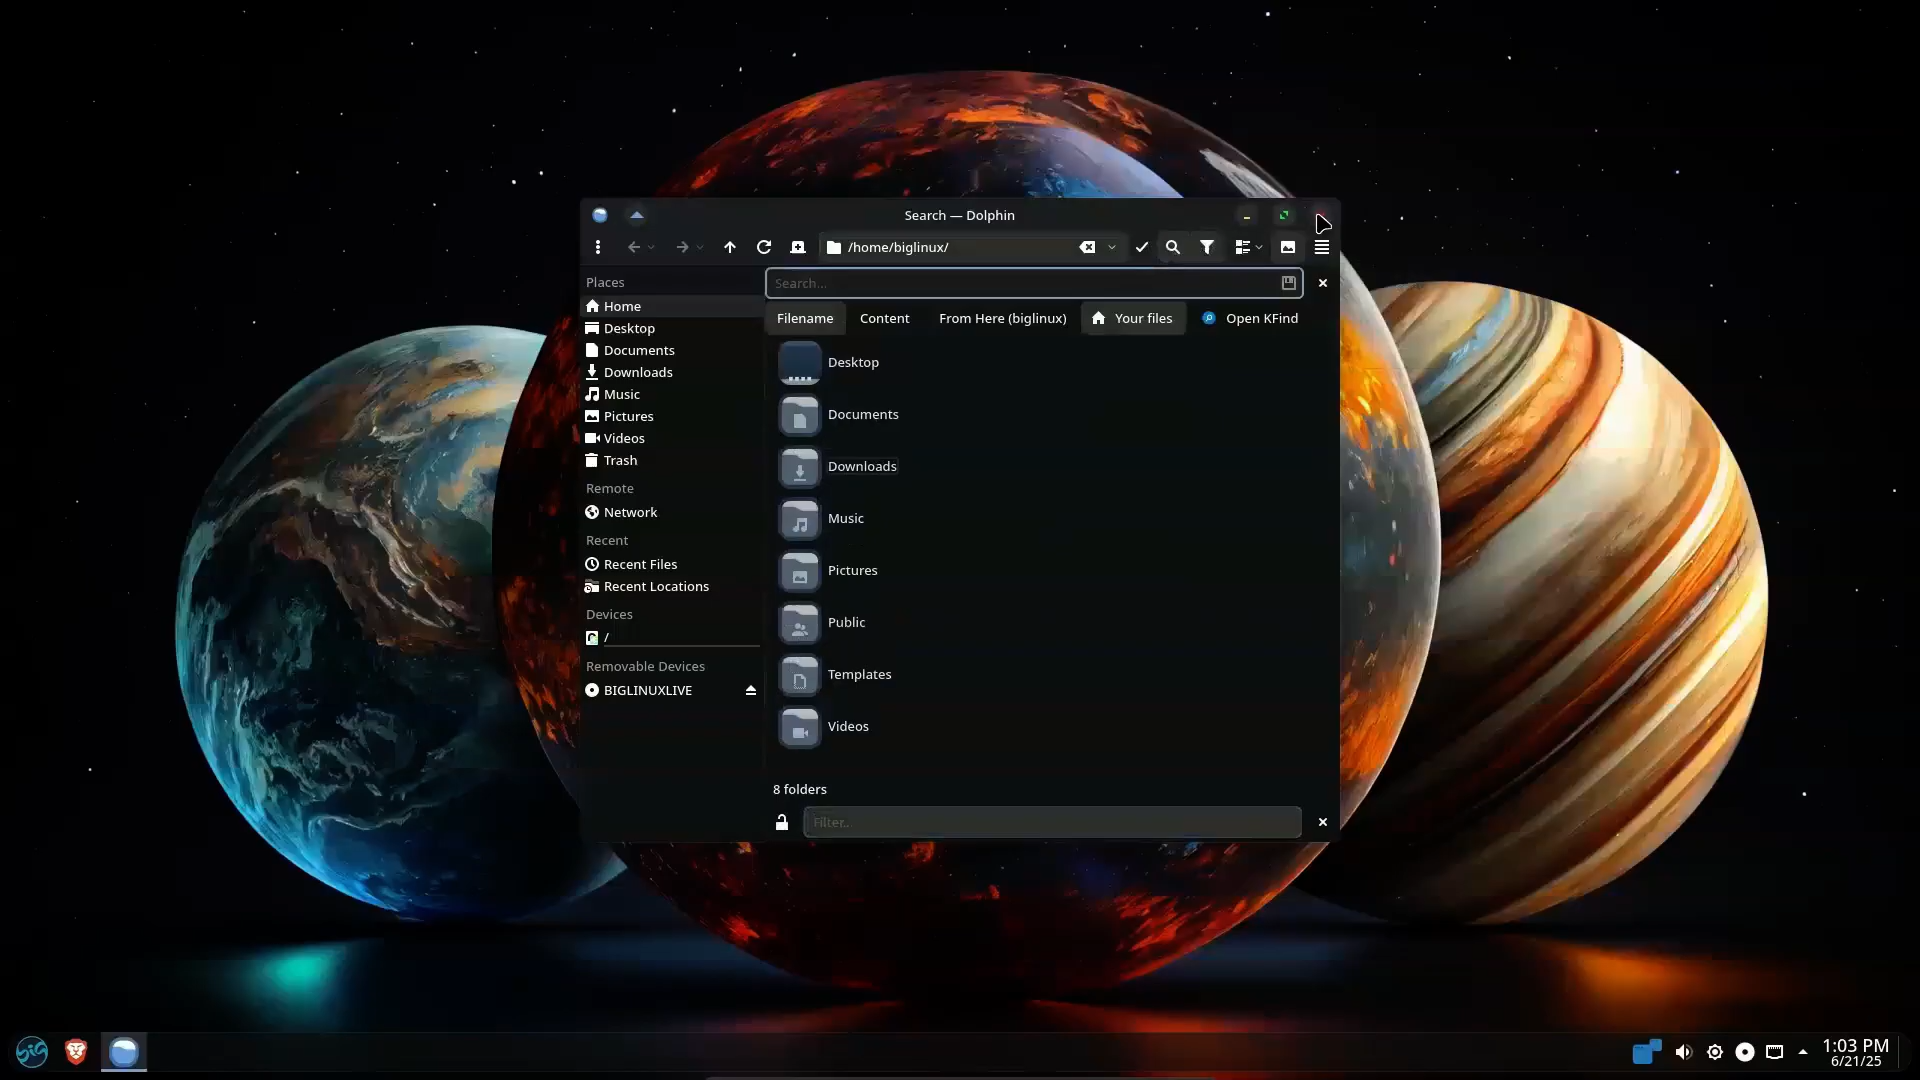 Search — Dolphin
/home/biglinux/
Places
Home
Desktop
Documents
Downloads
Music
Pictures
Videos
Trash
Remote
Network
Recent
Recent Files
Recent Locations
Devices
/
Removable Devices
BIGLINUXLIVE
Search...
Filename Content From Here (biglinux) Your files Open KFind
Desktop
Documents
Downloads
Music
Pictures
Public
Templates
Videos
8 folders
Filter...
BIG
1:03 PM
6/21/25